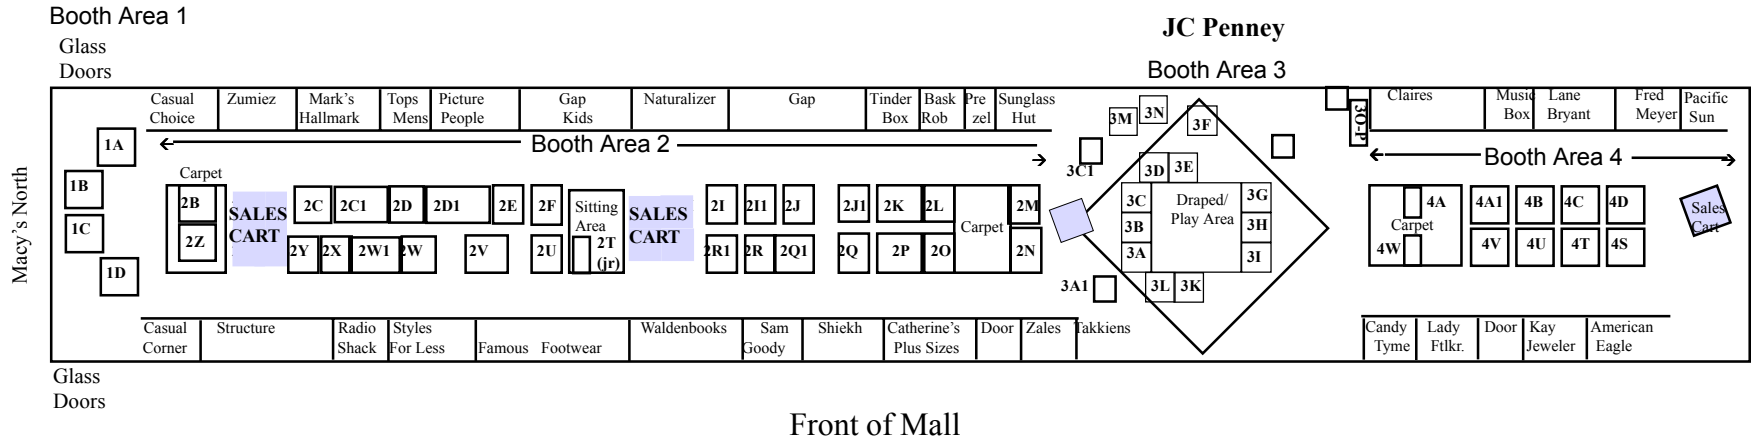 Booth Area 1
Glass
Doors
JC Penney
Booth Area 3
Casual
Choice
Zumiez
Mark's
Hallmark
Tops
Mens
Picture
People
Gap
Kids
Naturalizer
Gap
Tinder
Box
Bask
Rob
Pre
zel
Sunglass
Hut
Claires
Music
Box
Lane
Bryant
Fred
Meyer
Pacific
Sun
Booth Area 2
Booth Area 4
Macy's North
1A
1B
1C
1D
Carpet
2B
2Z
SALES
CART
2C
2C1
2D
2D1
2E
2F
2Y
2X
2W1
2W
2V
2U
Sitting
Area
2T
(jr)
SALES
CART
2I
2I1
2J
2J1
2K
2L
2M
2R1
2R
2Q1
2Q
2P
2O
Carpet
2N
3M
3N
3F
3O-P
3C1
3D
3E
3C
3B
3A
Draped/
Play Area
3G
3H
3I
3A1
3L
3K
4A
Carpet
4W
4A1
4B
4C
4D
4V
4U
4T
4S
Sales
Cart
Casual
Corner
Structure
Radio
Shack
Styles
For Less
Famous Footwear
Waldenbooks
Sam
Goody
Shiekh
Catherine's
Plus Sizes
Door
Zales
Takkiens
Candy
Tyme
Lady
Ftlkr.
Door
Kay
Jeweler
American
Eagle
Glass
Doors
Front of Mall